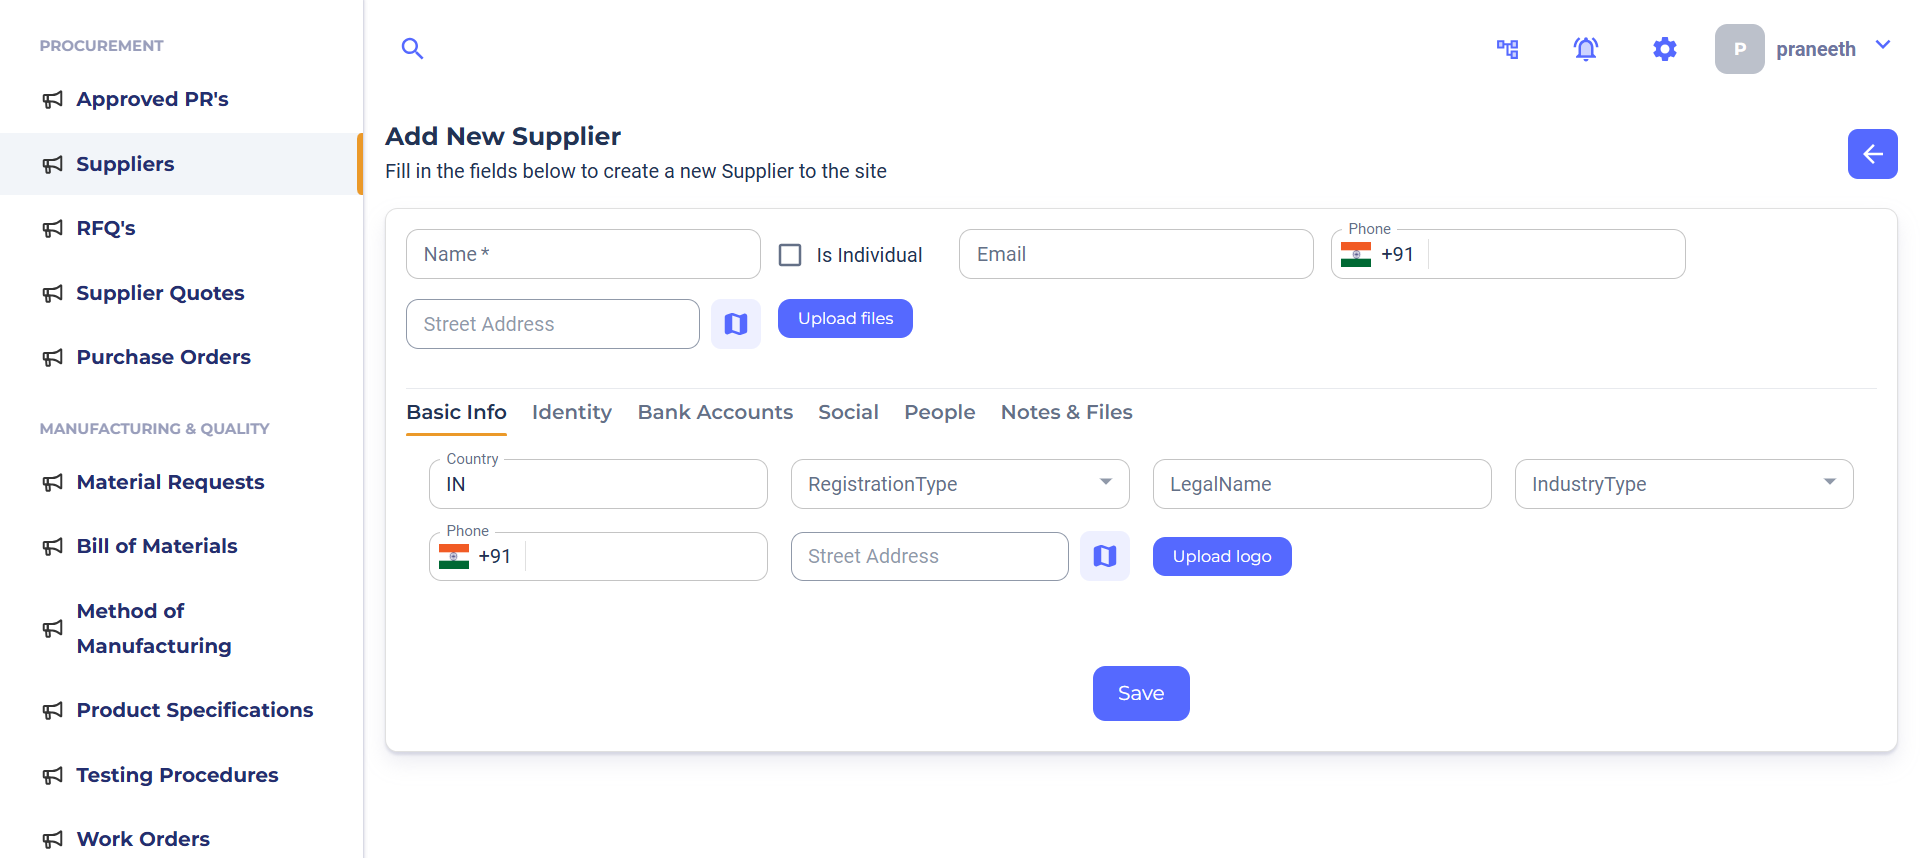 PROCUREMENT
Approved PR's
Suppliers
RFQ's
Supplier Quotes
Purchase Orders
MANUFACTURING & QUALITY
Material Requests
Bill of Materials
Method of
Manufacturing
Product Specifications
Testing Procedures
Work Orders
P praneeth
Add New Supplier
Fill in the fields below to create a new Supplier to the site
Name *
Is Individual
Email
Phone
+91
Street Address
Upload files
Basic Info Identity Bank Accounts Social People Notes & Files
Country
IN
RegistrationType
LegalName
IndustryType
Phone
+91
Street Address
Upload logo
Save